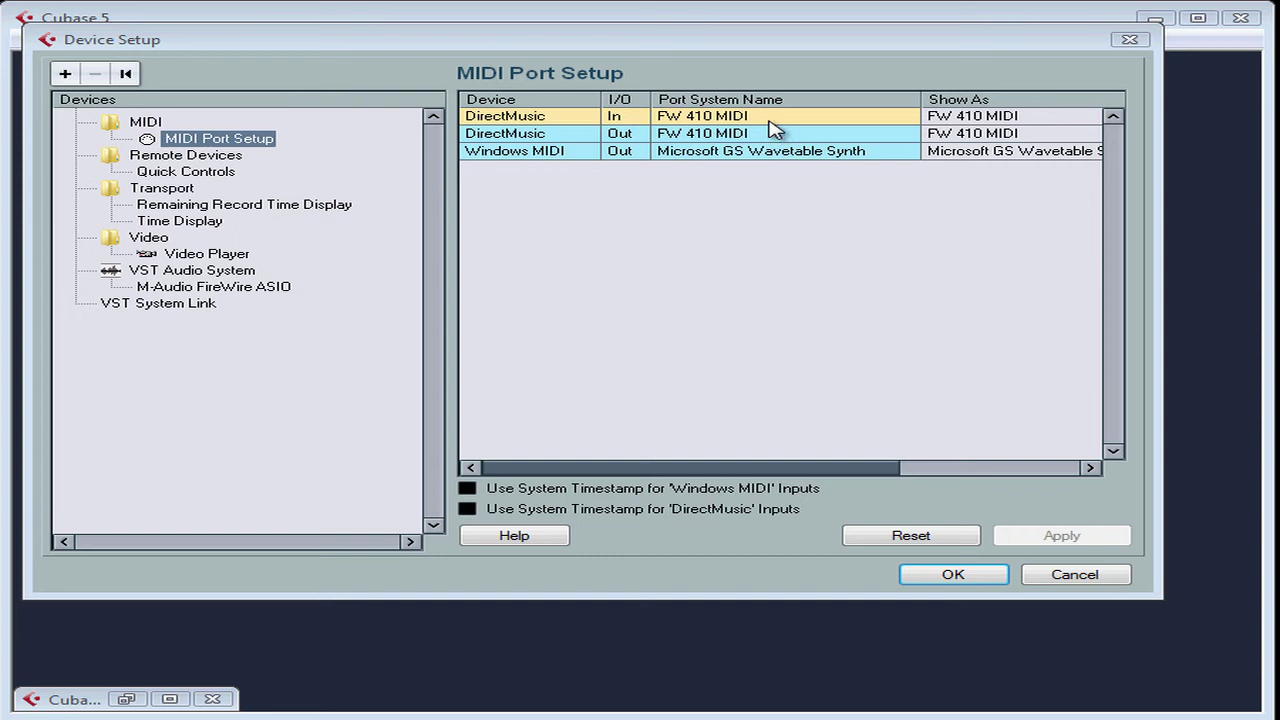 Cubase 5
Device Setup
+ −
Devices
MIDI
MIDI Port Setup
Remote Devices
Quick Controls
Transport
Remaining Record Time Display
Time Display
Video
Video Player
VST Audio System
M-Audio FireWire ASIO
VST System Link
MIDI Port Setup
Device I/O Port System Name Show As
DirectMusic In FW 410 MIDI FW 410 MIDI
DirectMusic Out FW 410 MIDI FW 410 MIDI
Windows MIDI Out Microsoft GS Wavetable Synth Microsoft GS Wavetable S
Use System Timestamp for 'Windows MIDI' Inputs
Use System Timestamp for 'DirectMusic' Inputs
Help Reset Apply
OK Cancel
Cuba...